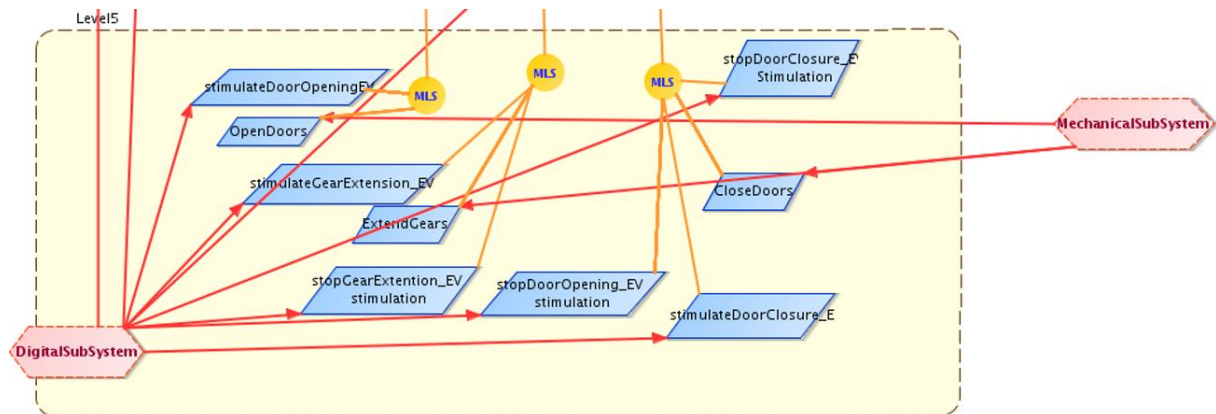 Level5
stopDoorClosure_EV
Stimulation
MLS
MLS
MLS
stimulateDoorOpeningEV
OpenDoors
MechanicalSubSystem
stimulateGearExtension_EV
CloseDoors
ExtendGears
stopGearExtention_EV
stimulation
stopDoorOpening_EV
stimulation
stimulateDoorClosure_E
DigitalSubSystem